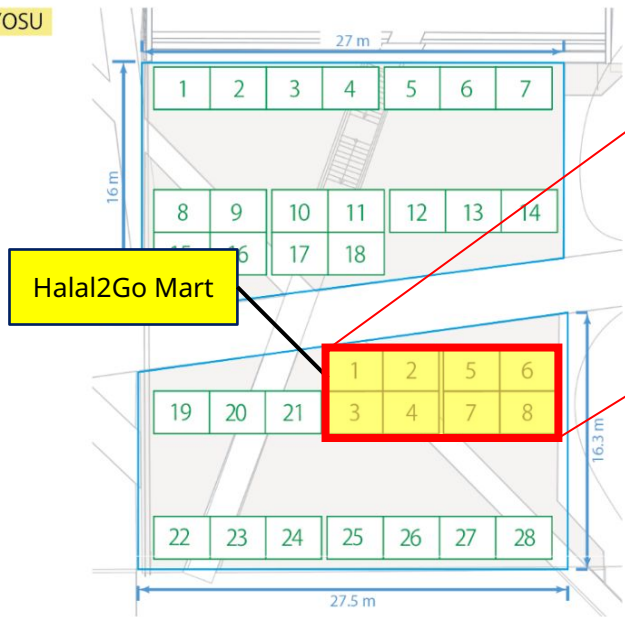 YOSU
27 m
1 2 3 4 5 6 7
16 m
8 9 10 11 12 13 14
15 16 17 18
Halal2Go Mart
1 2 5 6
19 20 21 3 4 7 8
16.3 m
22 23 24 25 26 27 28
27.5 m